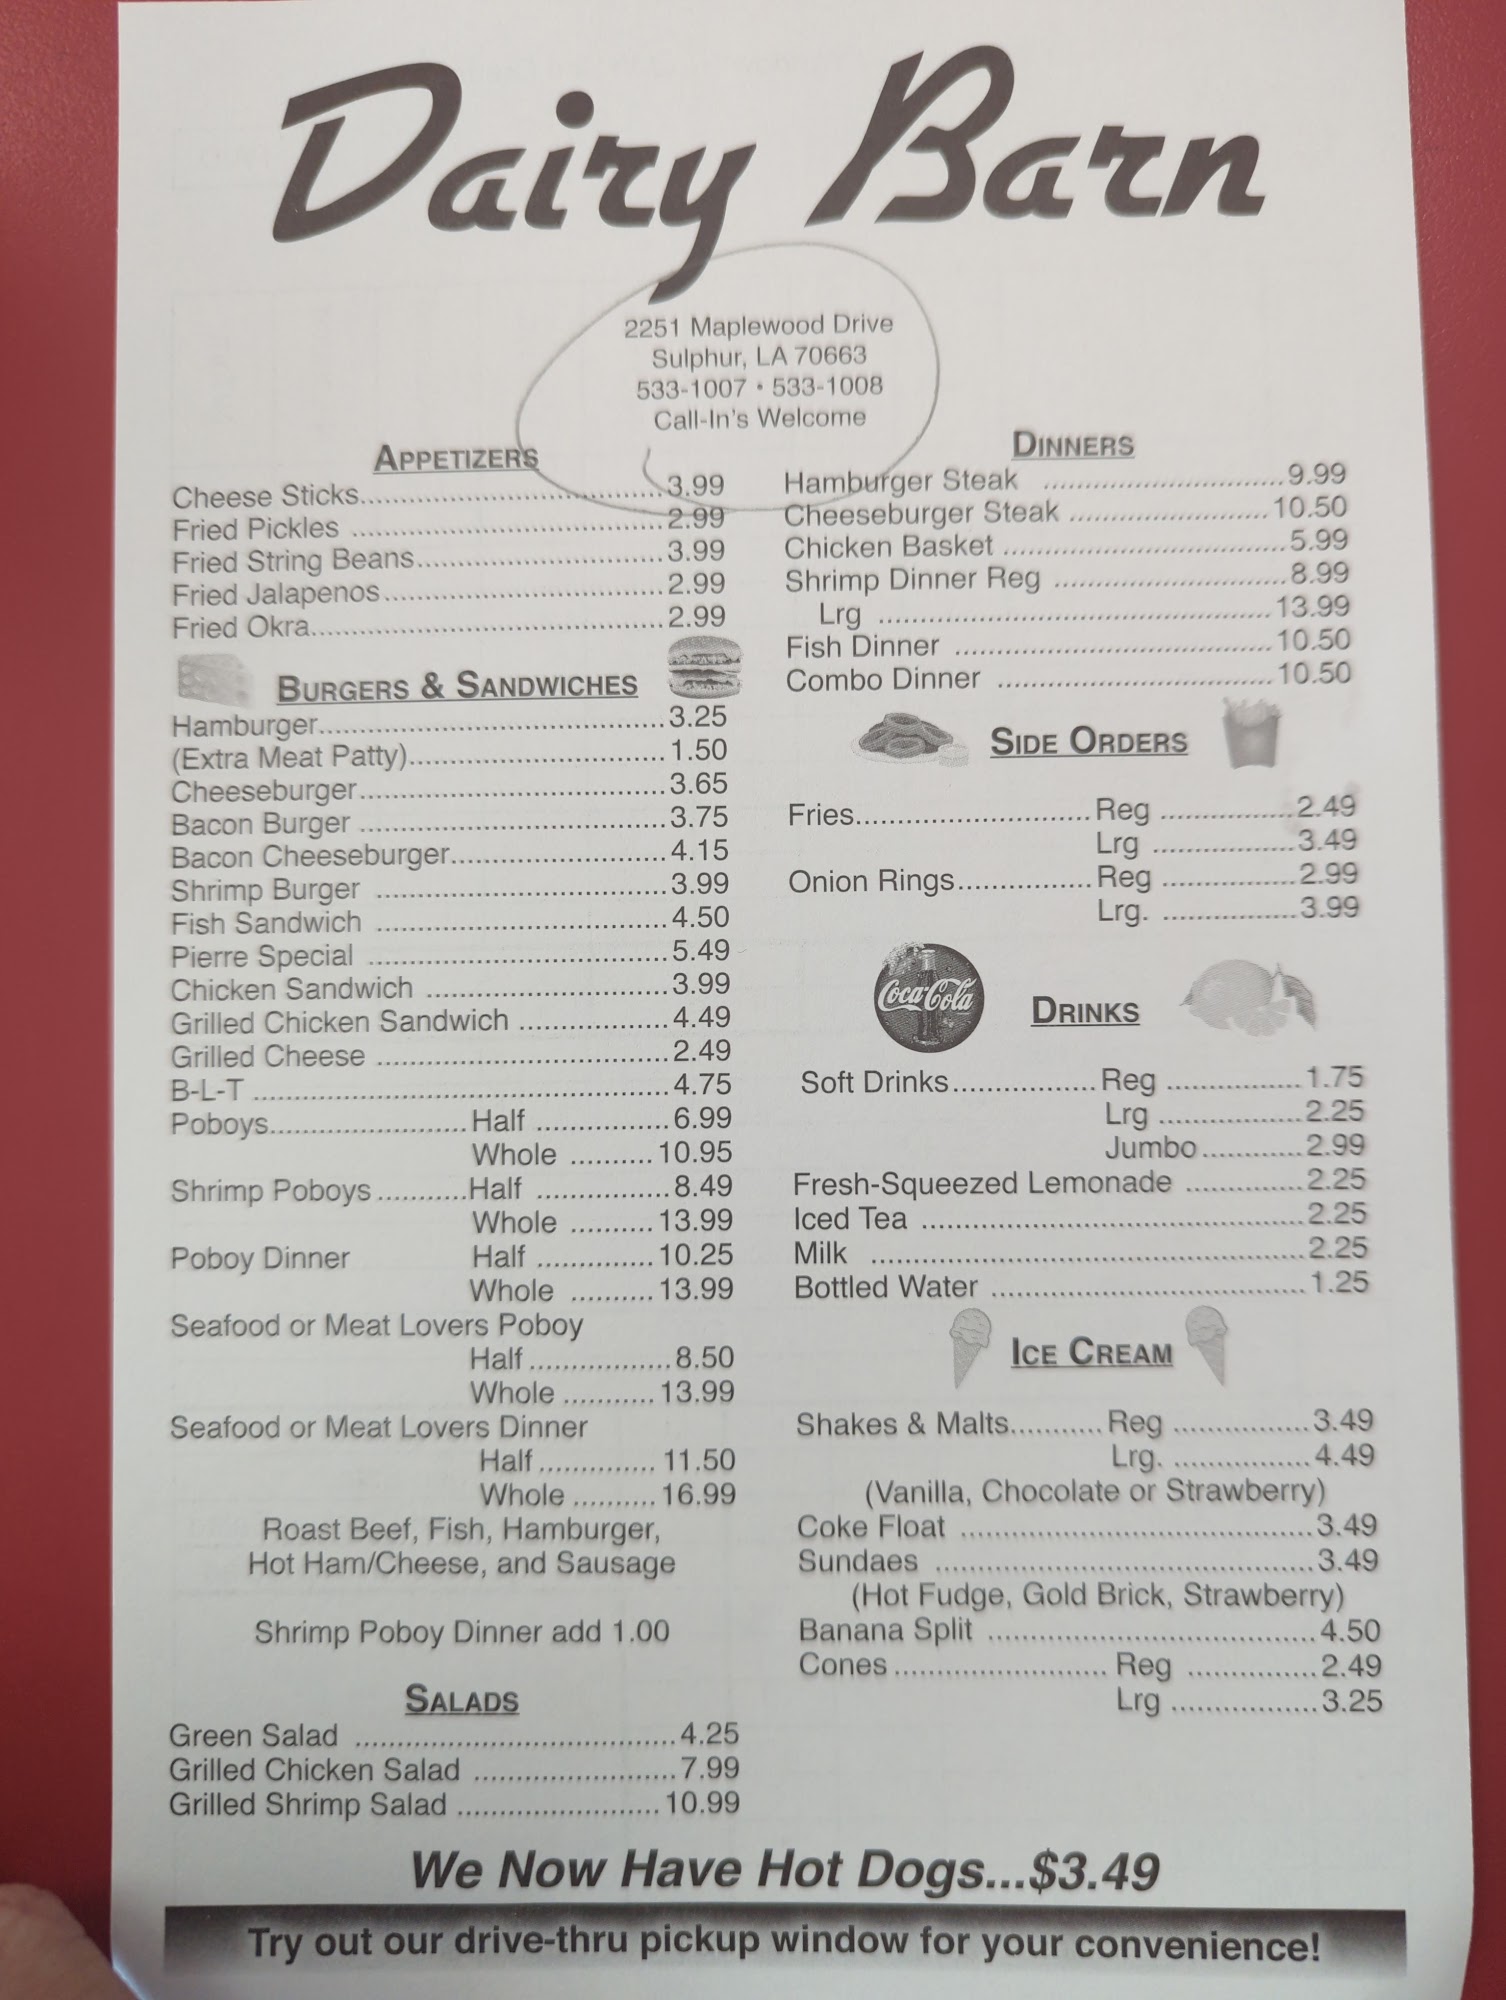 Dairy Barn
2251 Maplewood Drive
Sulphur, LA 70663
533-1007 • 533-1008
Call-In's Welcome
APPETIZERS
Cheese Sticks....................................3.99
Fried Pickles ....................................2.99
Fried String Beans..............................3.99
Fried Jalapenos..................................2.99
Fried Okra..........................................2.99
BURGERS & SANDWICHES
Hamburger..........................................3.25
(Extra Meat Patty)...............................1.50
Cheeseburger.....................................3.65
Bacon Burger .....................................3.75
Bacon Cheeseburger..........................4.15
Shrimp Burger ...................................3.99
Fish Sandwich ...................................4.50
Pierre Special ....................................5.49
Chicken Sandwich .............................3.99
Grilled Chicken Sandwich ..................4.49
Grilled Cheese ...................................2.49
B-L-T ..................................................4.75
Poboys........................Half ................6.99
Whole ..........10.95
Shrimp Poboys...........Half ................8.49
Whole ..........13.99
Poboy Dinner Half ..............10.25
Whole ..........13.99
Seafood or Meat Lovers Poboy
Half.................8.50
Whole ...........13.99
Seafood or Meat Lovers Dinner
Half.............. 11.50
Whole ..........16.99
Roast Beef, Fish, Hamburger,
Hot Ham/Cheese, and Sausage
Shrimp Poboy Dinner add 1.00
SALADS
Green Salad .......................................4.25
Grilled Chicken Salad .........................7.99
Grilled Shrimp Salad .........................10.99
DINNERS
Hamburger Steak .............................9.99
Cheeseburger Steak ........................10.50
Chicken Basket ..................................5.99
Shrimp Dinner Reg ............................8.99
Lrg ................................................13.99
Fish Dinner .......................................10.50
Combo Dinner ..................................10.50
SIDE ORDERS
Fries.............................Reg ................2.49
Lrg .................3.49
Onion Rings................Reg ................2.99
Lrg. ................3.99
Coca-Cola
DRINKS
Soft Drinks.................Reg ................1.75
Lrg .................2.25
Jumbo............2.99
Fresh-Squeezed Lemonade ..............2.25
Iced Tea ..............................................2.25
Milk .....................................................2.25
Bottled Water ......................................1.25
ICE CREAM
Shakes & Malts...........Reg ................3.49
Lrg. ................4.49
(Vanilla, Chocolate or Strawberry)
Coke Float ..........................................3.49
Sundaes .............................................3.49
(Hot Fudge, Gold Brick, Strawberry)
Banana Split .......................................4.50
Cones..........................Reg ................2.49
Lrg ..................3.25
We Now Have Hot Dogs...$3.49
Try out our drive-thru pickup window for your convenience!